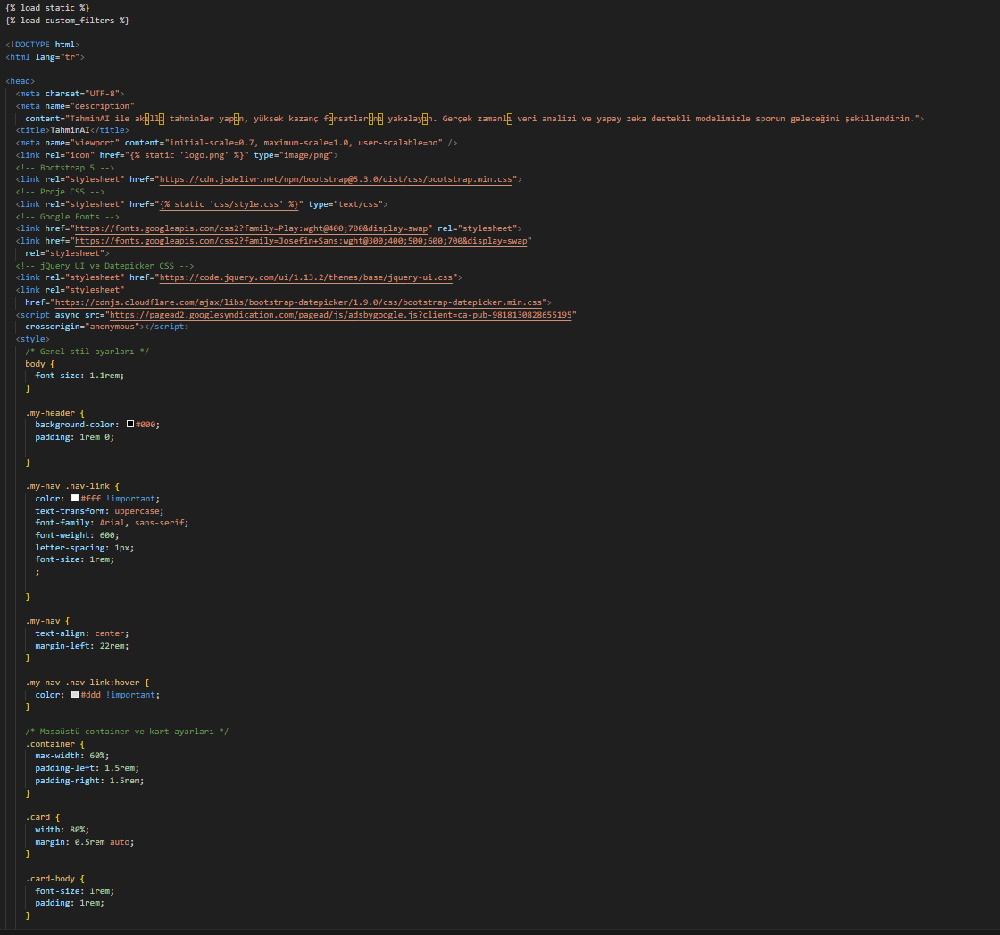 {% load static %}
{% load custom_filters %}
<!DOCTYPE html>
<html lang="tr">
<head>
<meta charset="UTF-8">
<meta name="description"
content="TahminAI ile akıllı tahminler yapın, yüksek kazanç fırsatlarını yakalayın. Gerçek zamanlı veri analizi ve yapay zeka destekli modelimizle sporun geleceğini şekillendirin.">
<title>TahminAI</title>
<meta name="viewport" content="initial-scale=0.7, maximum-scale=1.0, user-scalable=no" />
<link rel="icon" href="{% static 'logo.png' %}" type="image/png">
<!-- Bootstrap 5 -->
<link rel="stylesheet" href="https://cdn.jsdelivr.net/npm/bootstrap@5.3.0/dist/css/bootstrap.min.css">
<!-- Proje CSS -->
<link rel="stylesheet" href="{% static 'css/style.css' %}" type="text/css">
<!-- Google Fonts -->
<link href="https://fonts.googleapis.com/css2?family=Play:wght@400;700&display=swap" rel="stylesheet">
<link href="https://fonts.googleapis.com/css2?family=Josefin+Sans:wght@300;400;500;600;700&display=swap"
rel="stylesheet">
<!-- jQuery UI ve Datepicker CSS -->
<link rel="stylesheet" href="https://code.jquery.com/ui/1.13.2/themes/base/jquery-ui.css">
<link rel="stylesheet"
href="https://cdnjs.cloudflare.com/ajax/libs/bootstrap-datepicker/1.9.0/css/bootstrap-datepicker.min.css">
<script async src="https://pagead2.googlesyndication.com/pagead/js/adsbygoogle.js?client=ca-pub-9818130828655195"
crossorigin="anonymous"></script>
<style>
/* Genel stil ayarları */
body {
font-size: 1.1rem;
}
.my-header {
background-color: #000;
padding: 1rem 0;
}
.my-nav .nav-link {
color: #fff !important;
text-transform: uppercase;
font-family: Arial, sans-serif;
font-weight: 600;
letter-spacing: 1px;
font-size: 1rem;
;
}
.my-nav {
text-align: center;
margin-left: 22rem;
}
.my-nav .nav-link:hover {
color: #ddd !important;
}
/* Masaüstü container ve kart ayarları */
.container {
max-width: 60%;
padding-left: 1.5rem;
padding-right: 1.5rem;
}
.card {
width: 80%;
margin: 0.5rem auto;
}
.card-body {
font-size: 1rem;
padding: 1rem;
}